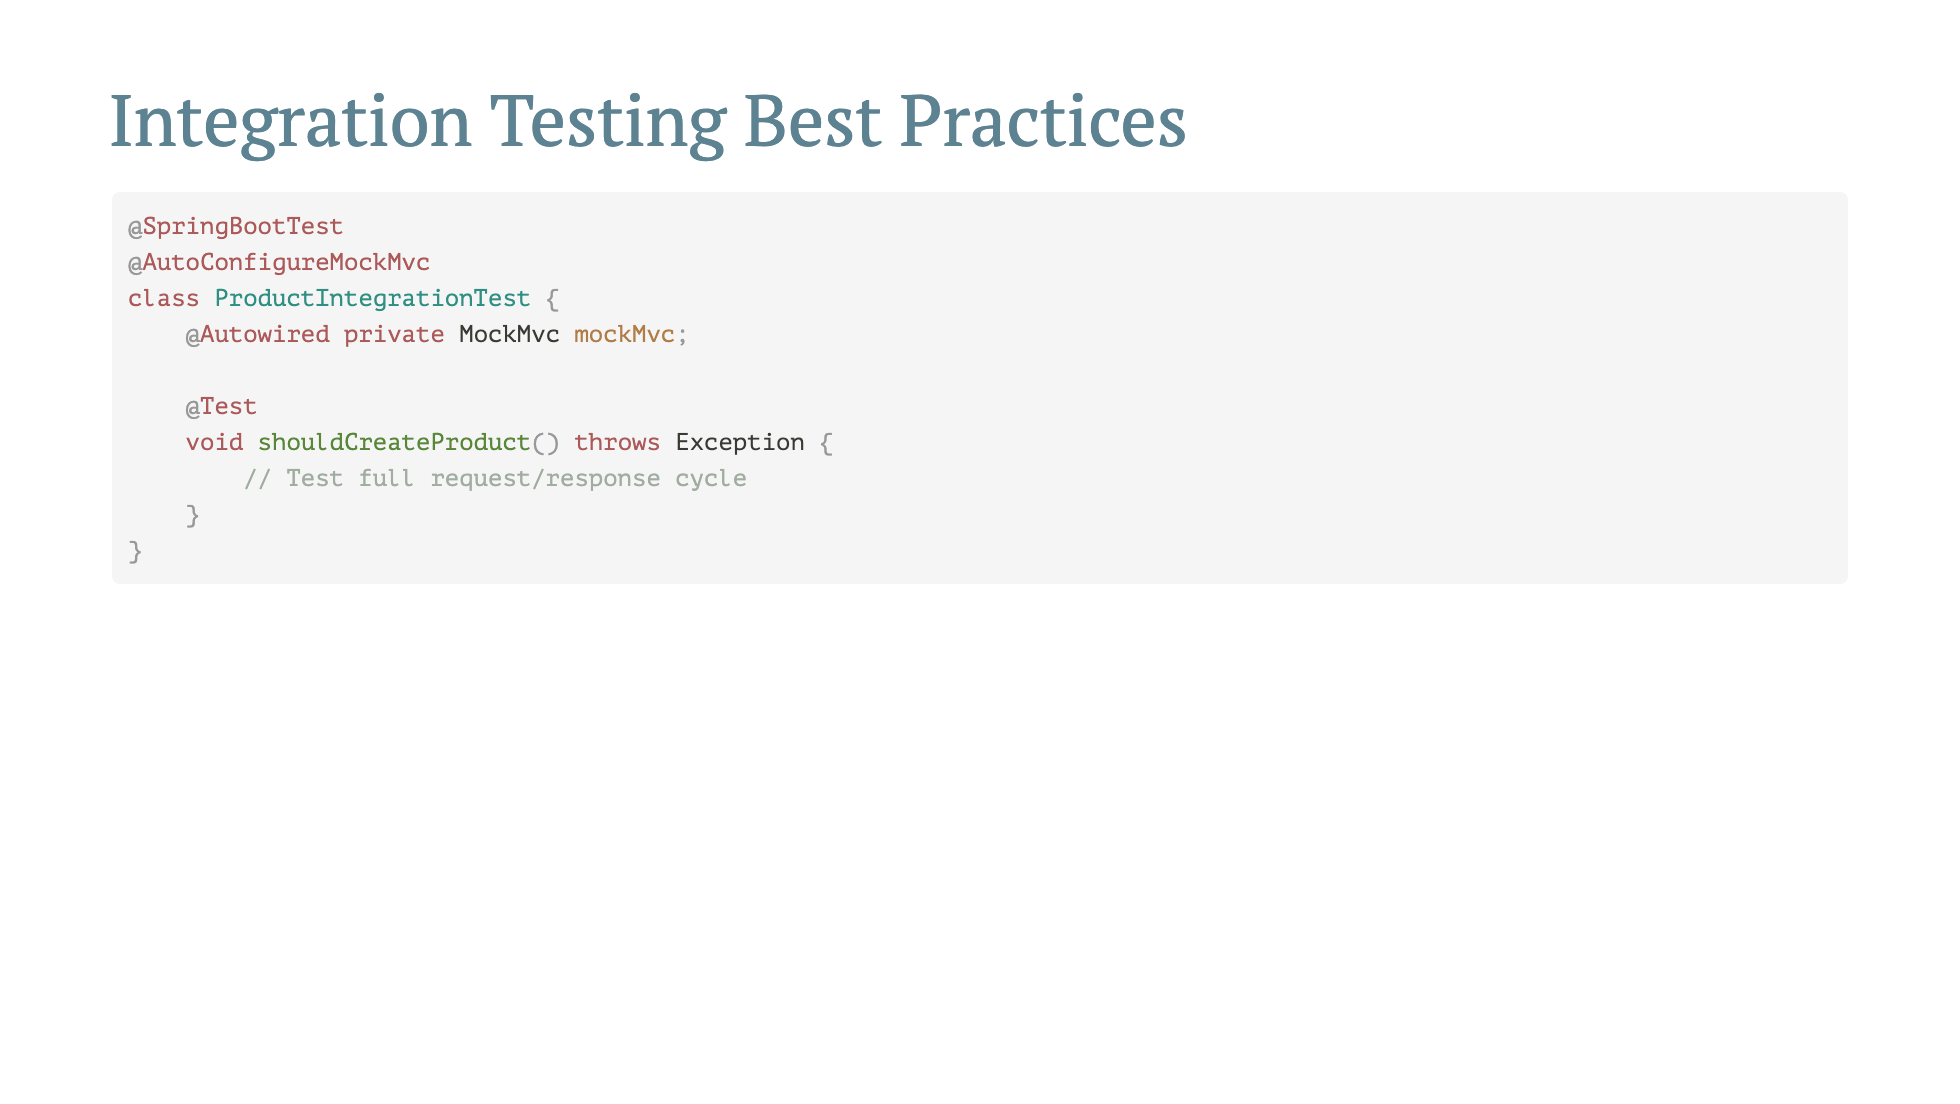 Integration Testing Best Practices
@SpringBootTest
@AutoConfigureMockMvc
class ProductIntegrationTest {
    @Autowired private MockMvc mockMvc;

    @Test
    void shouldCreateProduct() throws Exception {
        // Test full request/response cycle
    }
}